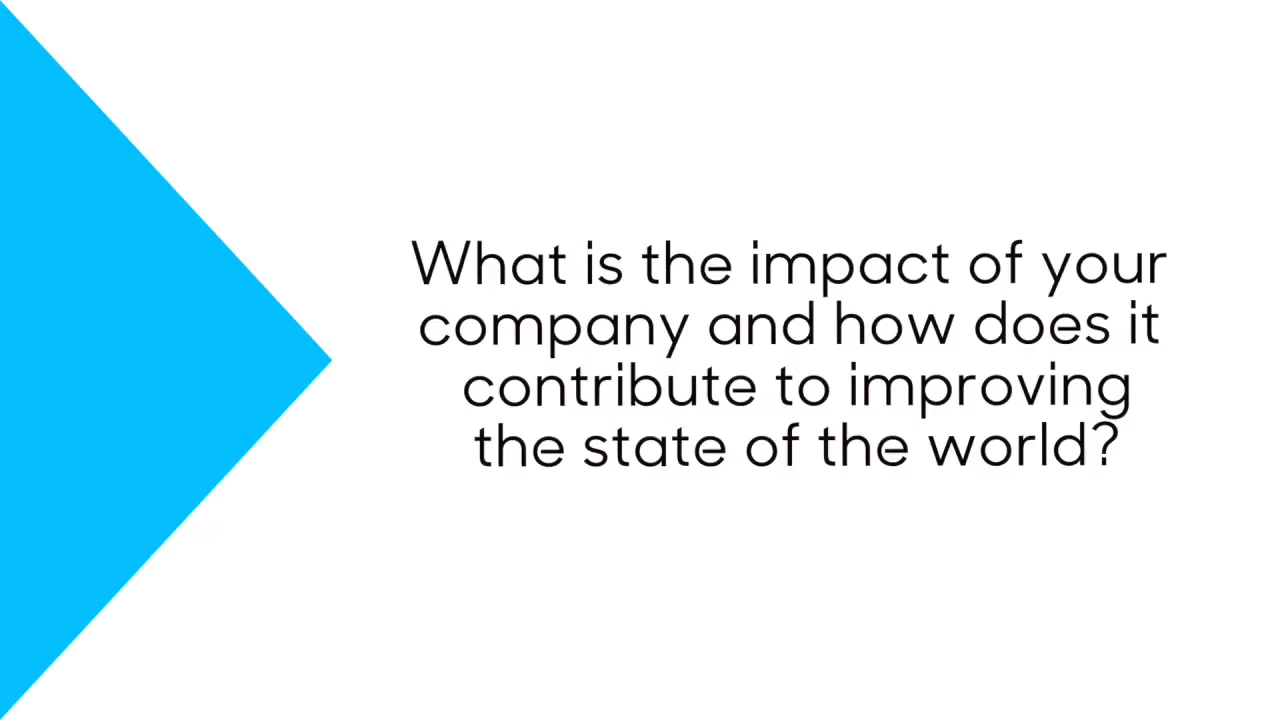 What is the impact of your
company and how does it
contribute to improving
the state of the world?